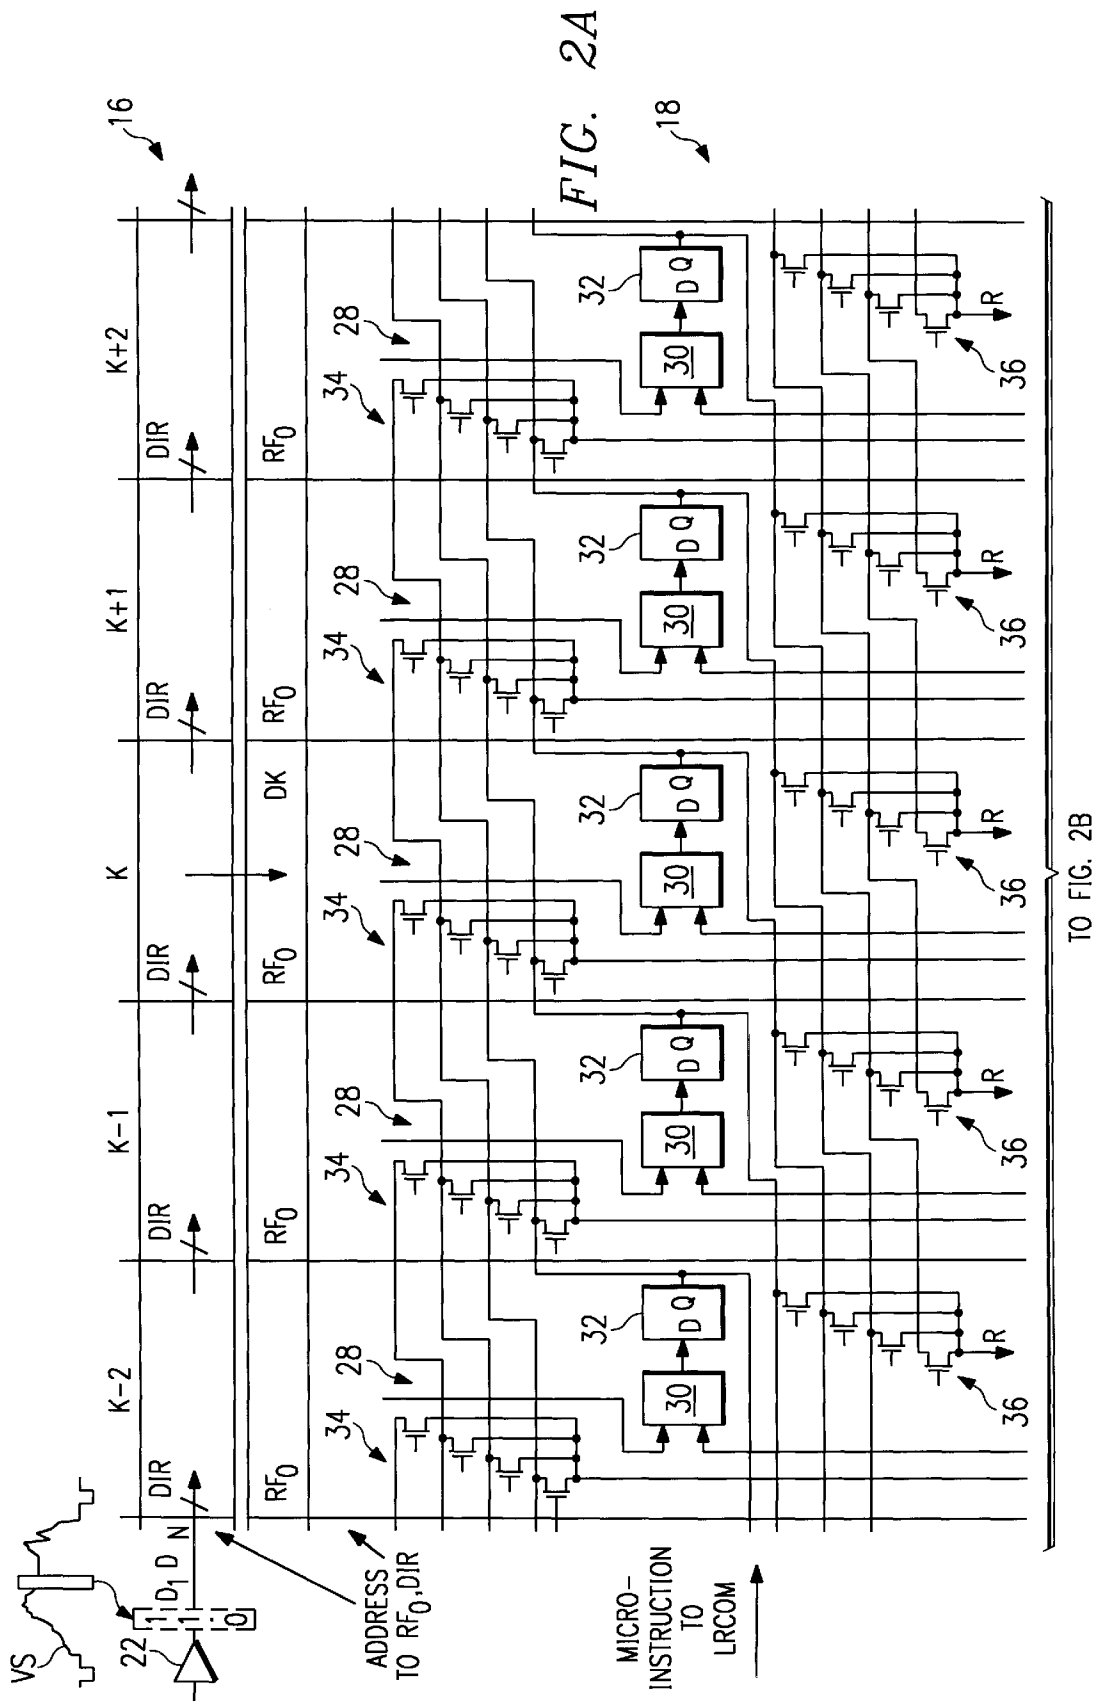 FIG. 2A
16
18
K-2
K-1
K
K+1
K+2
VS
22
1
1
0
D1 D N
DIR
DIR
DIR
DIR
DIR
RF0
RF0
RF0
DK
RF0
RF0
ADDRESS
TO RF0, DIR
34
28
34
28
34
28
34
28
34
28
32
32
32
32
32
30
D Q
30
D Q
30
D Q
30
D Q
30
D Q
MICRO-
INSTRUCTION
TO
LRCOM
R
R
R
R
R
36
36
36
36
36
TO FIG. 2B